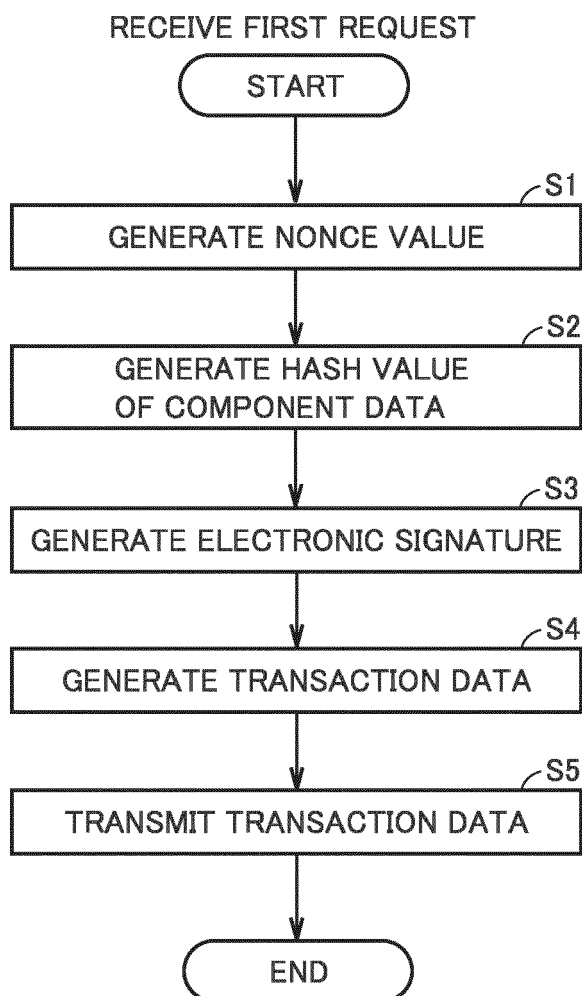 RECEIVE FIRST REQUEST
START
S1
GENERATE NONCE VALUE
S2
GENERATE HASH VALUE
OF COMPONENT DATA
S3
GENERATE ELECTRONIC SIGNATURE
S4
GENERATE TRANSACTION DATA
S5
TRANSMIT TRANSACTION DATA
END